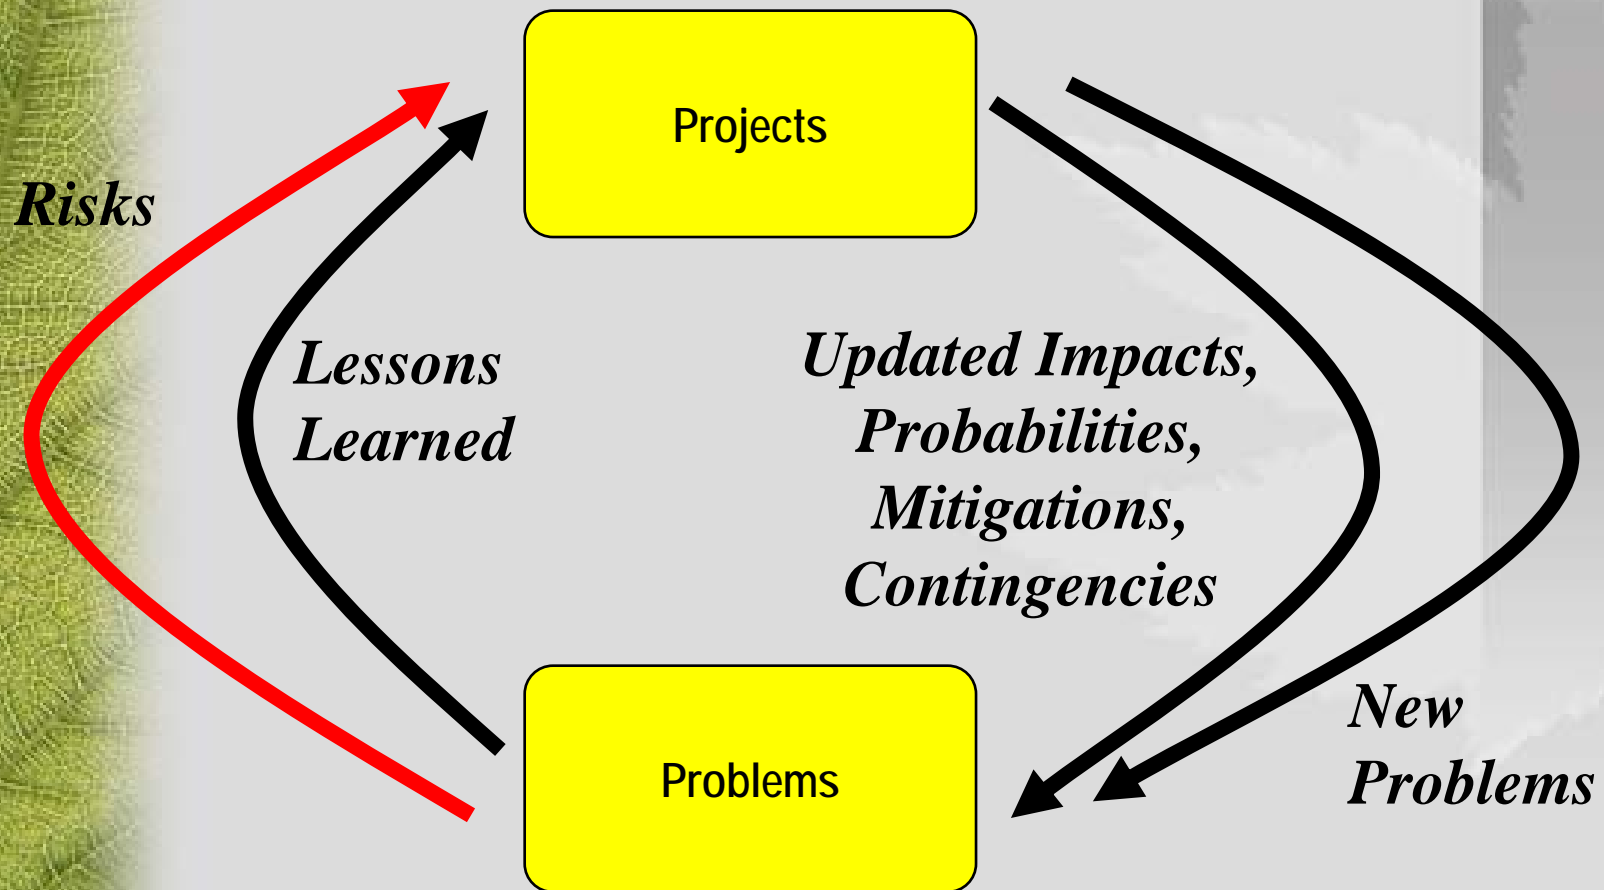 Projects
Risks
Lessons
Learned
Updated Impacts,
Probabilities,
Mitigations,
Contingencies
New
Problems
Problems